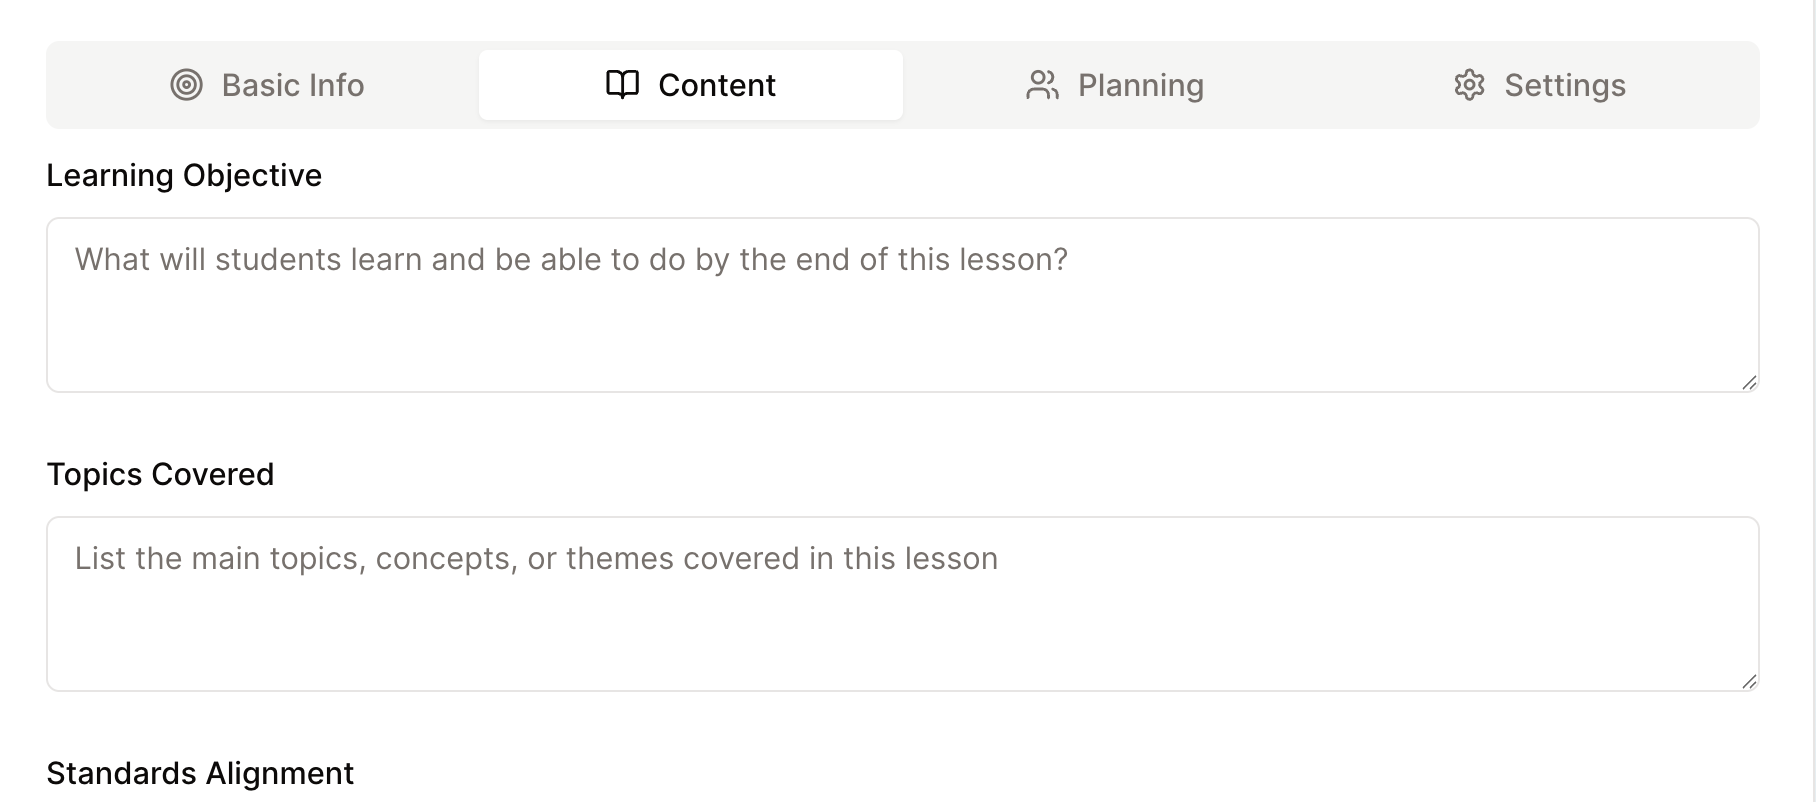 Basic Info Content Planning Settings
Learning Objective
What will students learn and be able to do by the end of this lesson?
Topics Covered
List the main topics, concepts, or themes covered in this lesson
Standards Alignment